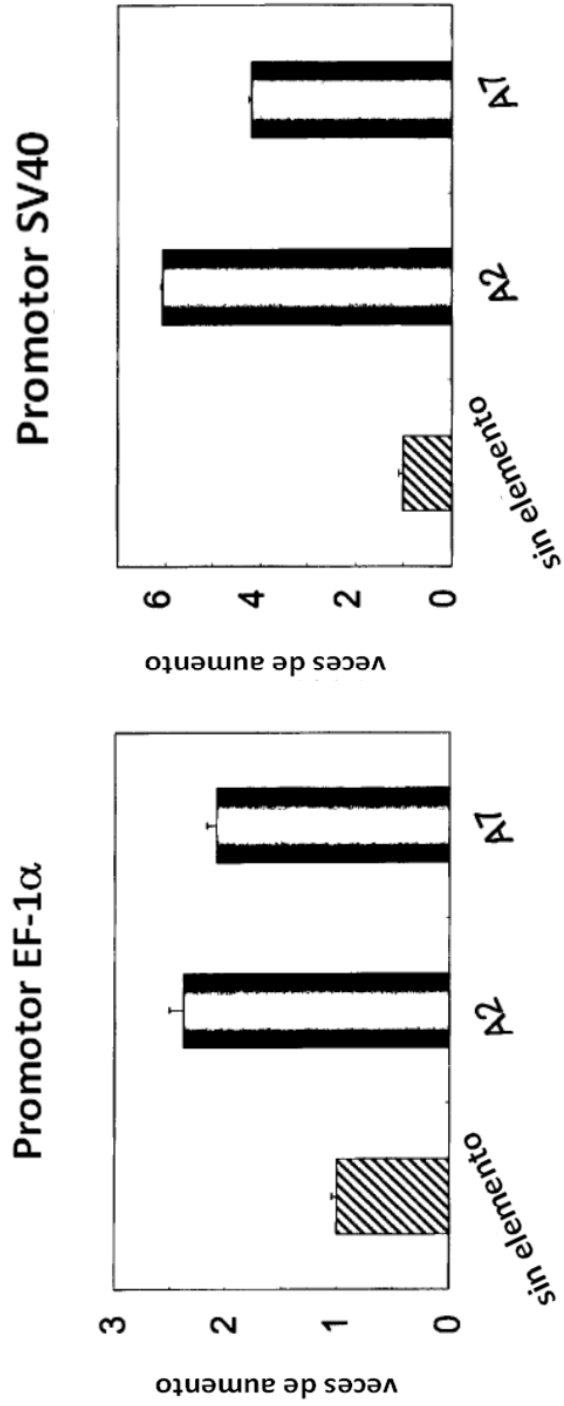 Promotor EF-1α
veces de aumento
3
2
1
0
sin elemento
A2
A7
Promotor SV40
veces de aumento
6
4
2
0
sin elemento
A2
A7